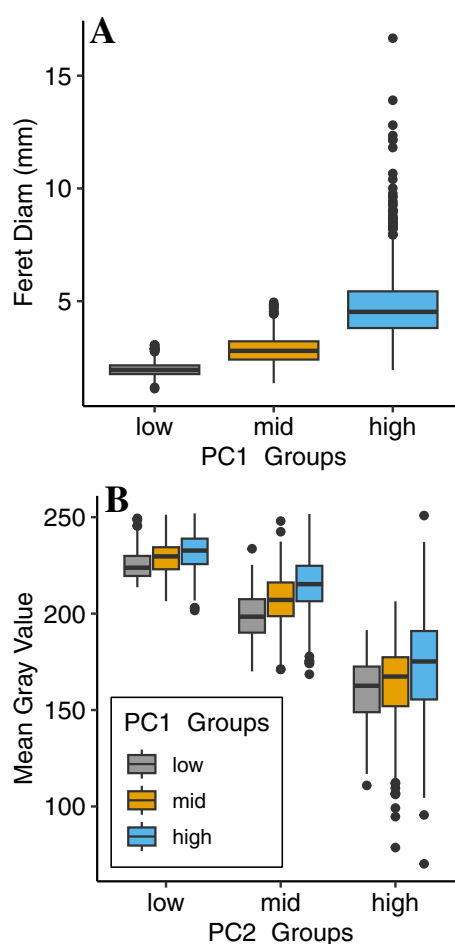 A
Feret Diam (mm)
15
10
5
low mid high
PC1 Groups
B
Mean Gray Value
250
200
150
100
PC1 Groups
low
mid
high
low mid high
PC2 Groups